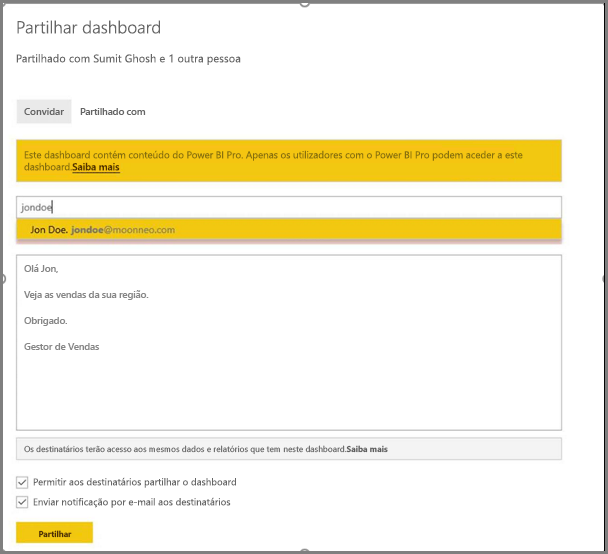 Partilhar dashboard
Partilhado com Sumit Ghosh e 1 outra pessoa
Convidar Partilhado com
Este dashboard contém conteúdo do Power BI Pro. Apenas os utilizadores com o Power BI Pro podem aceder a este
dashboard.Saiba mais
jondoe
Jon Doe. jondoe@moonneo.com
Olá Jon,
Veja as vendas da sua região.
Obrigado.
Gestor de Vendas
Os destinatários terão acesso aos mesmos dados e relatórios que tem neste dashboard.Saiba mais
Permitir aos destinatários partilhar o dashboard
Enviar notificação por e-mail aos destinatários
Partilhar